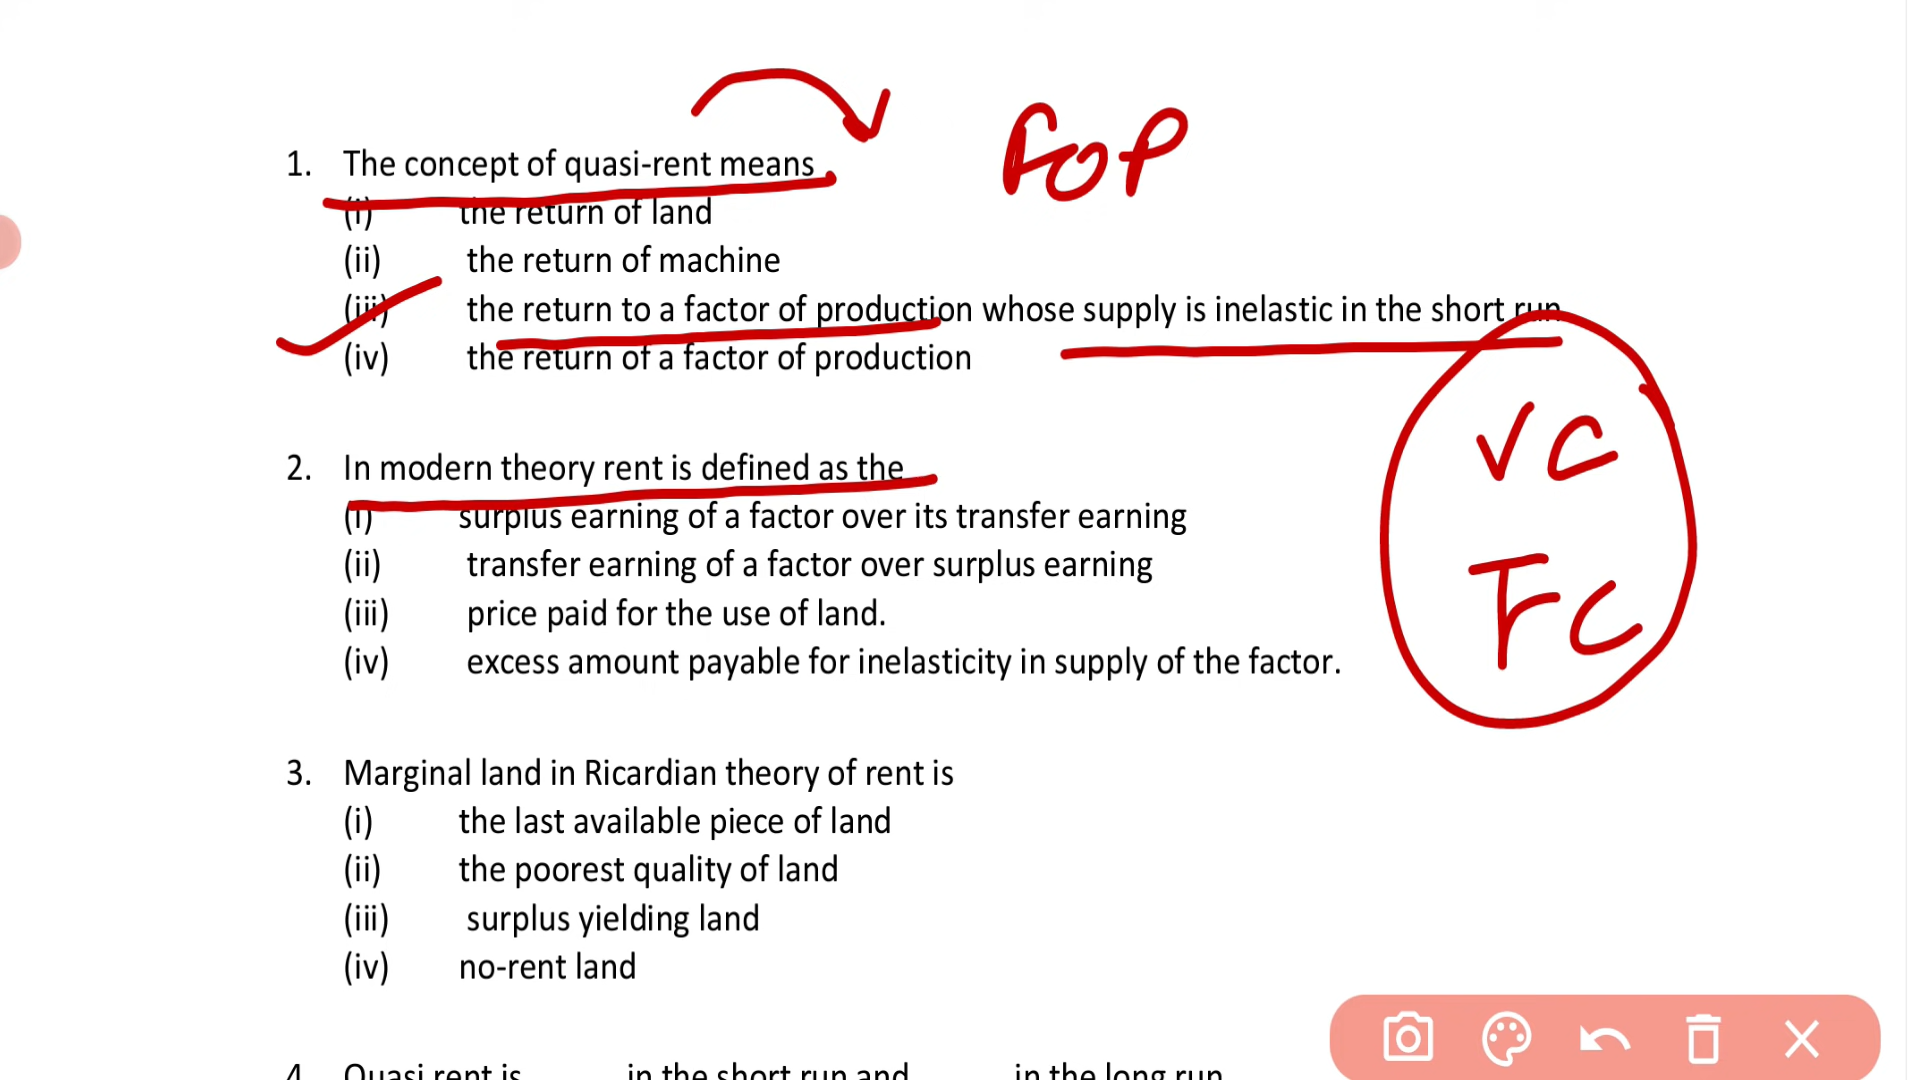 FOP
1. The concept of quasi-rent means
(i) the return of land
(ii) the return of machine
(iii) the return to a factor of production whose supply is inelastic in the short run
(iv) the return of a factor of production
VC
2. In modern theory rent is defined as the
(i) surplus earning of a factor over its transfer earning
(ii) transfer earning of a factor over surplus earning
FC
(iii) price paid for the use of land.
(iv) excess amount payable for inelasticity in supply of the factor.
3. Marginal land in Ricardian theory of rent is
(i) the last available piece of land
(ii) the poorest quality of land
(iii) surplus yielding land
(iv) no-rent land
4. Quasi rent is in the short run and in the long run